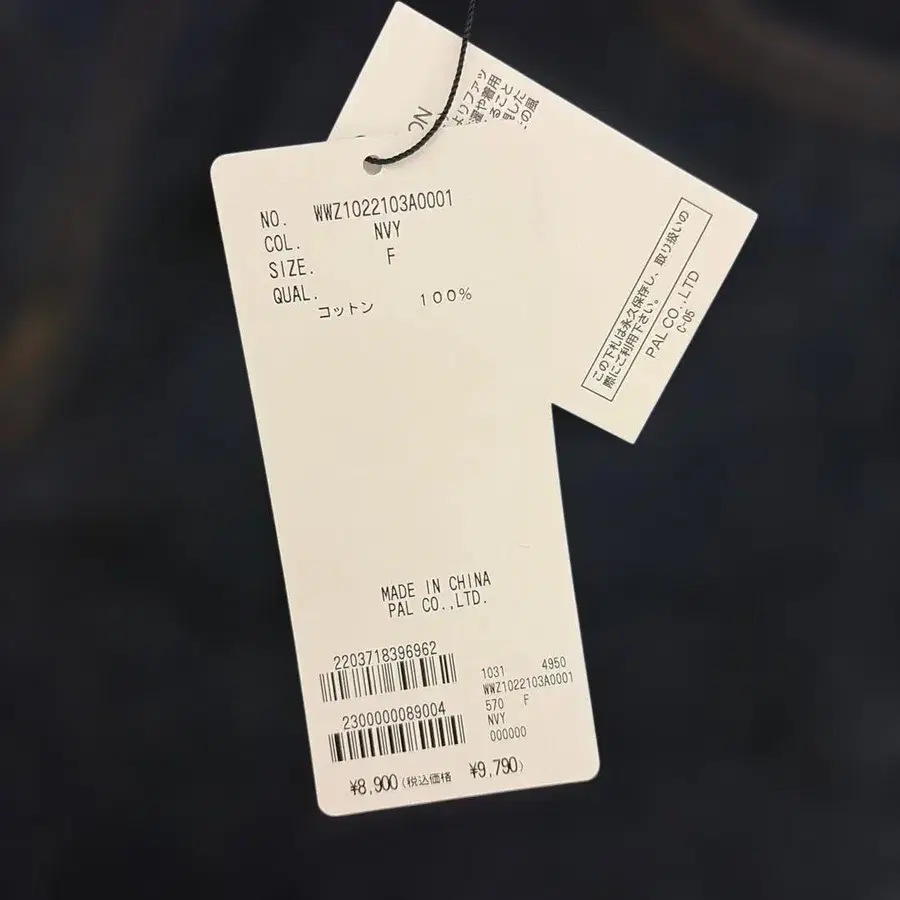 NO. WWZ1022103A0001
COL. NVY
SIZE. F
QUAL.
コットン 100%
MADE IN CHINA
PAL CO.,LTD.
2203718396962
2300000089004
1031 4950
WWZ1022103A0001
570 F
NVY
000000
¥8,900(税込価格 ¥9,790)
この下札は永久保存し、取り扱いの
際にご利用下さい。
PAL CO.,LTD
C-05